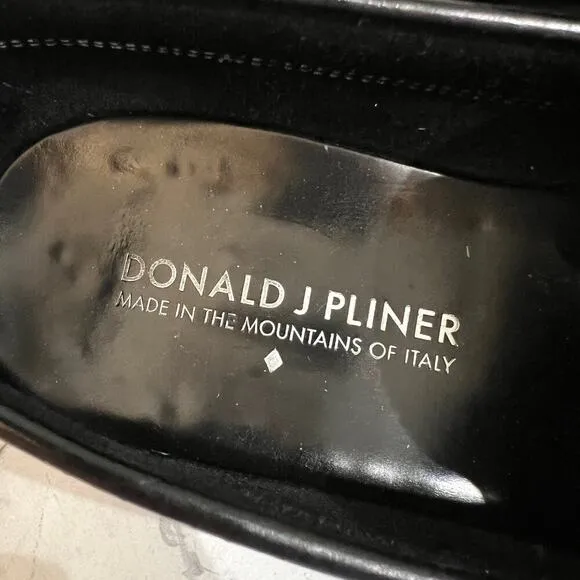 DONALD J PLINER
MADE IN THE MOUNTAINS OF ITALY